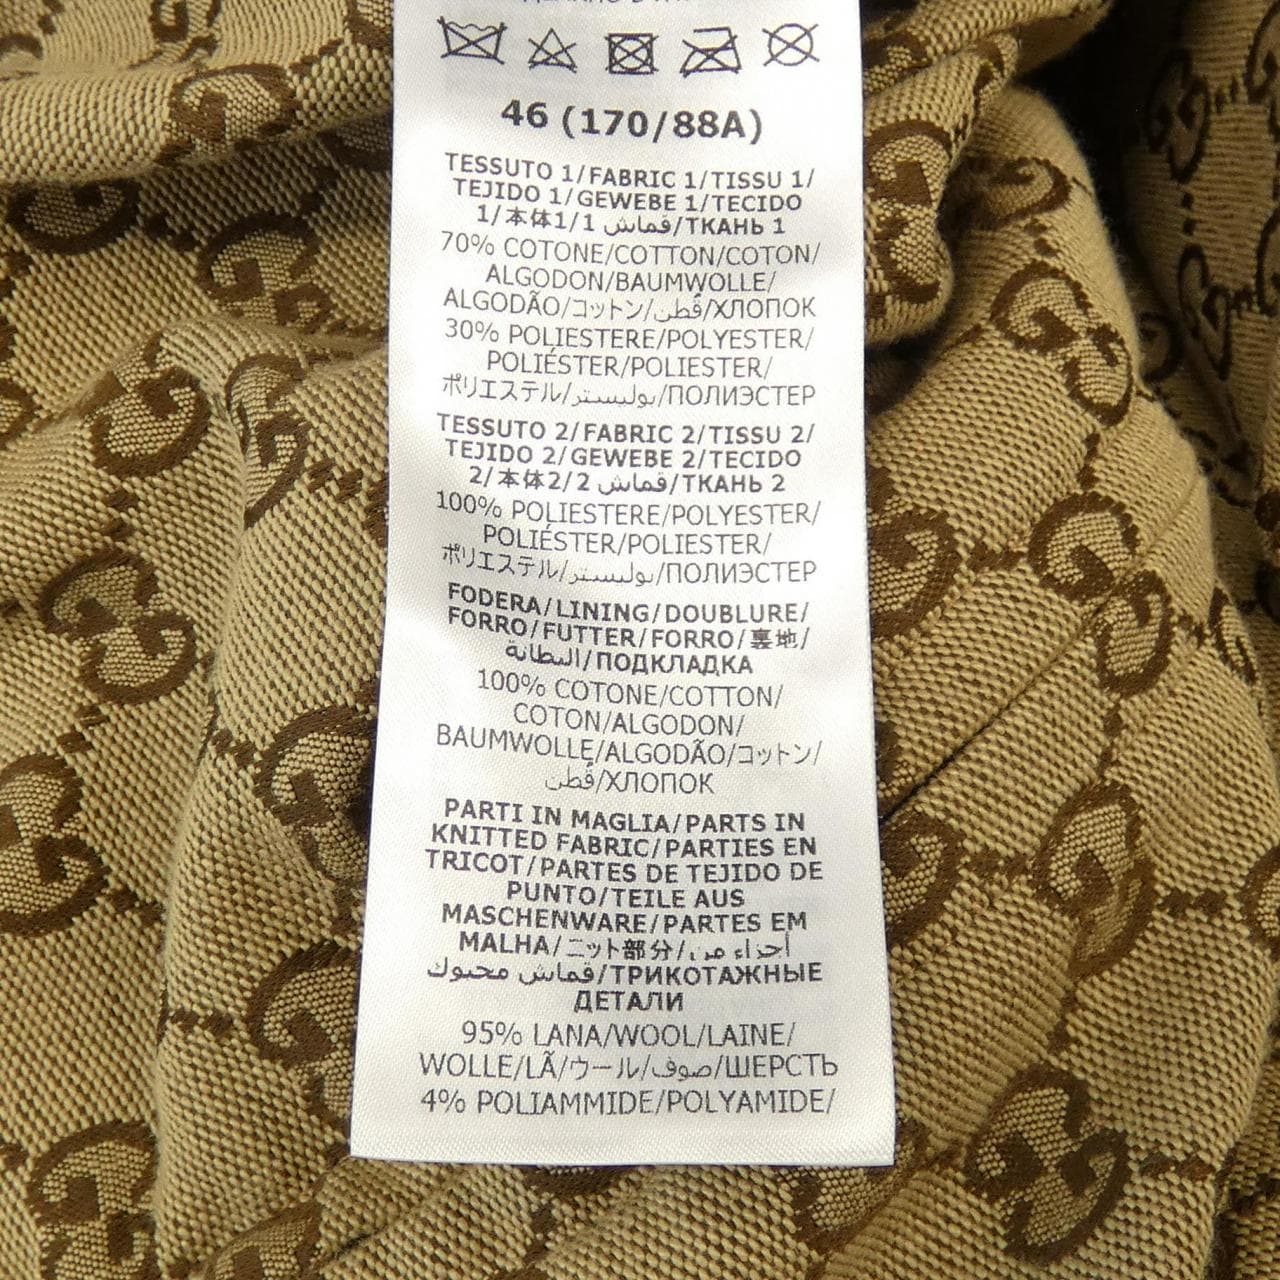 46 (170/88A)
TESSUTO 1/FABRIC 1/TISSU 1/
TEJIDO 1/GEWEBE 1/TECIDO
1/本体1/1 قماش/ТКАНЬ 1
70% COTONE/COTTON/COTON/
ALGODON/BAUMWOLLE/
ALGODÃO/コットン/قطن/ХЛОПОК
30% POLIESTERE/POLYESTER/
POLIÉSTER/POLIESTER/
ポリエステル/بوليستر/ПОЛИЭСТЕР
TESSUTO 2/FABRIC 2/TISSU 2/
TEJIDO 2/GEWEBE 2/TECIDO
2/本体2/2 قماش/ТКАНЬ 2
100% POLIESTERE/POLYESTER/
POLIÉSTER/POLIESTER/
ポリエステル/بوليستر/ПОЛИЭСТЕР
FODERA/LINING/DOUBLURE/
FORRO/FUTTER/FORRO/裏地/
البطانة/ПОДКЛАДКА
100% COTONE/COTTON/
COTON/ALGODON/
BAUMWOLLE/ALGODÃO/コットン/
قطن/ХЛОПОК
PARTI IN MAGLIA/PARTS IN
KNITTED FABRIC/PARTIES EN
TRICOT/PARTES DE TEJIDO DE
PUNTO/TEILE AUS
MASCHENWARE/PARTES EM
MALHA/ニット部分/أجزاء من
قماش محبوك/ТРИКОТАЖНЫЕ
ДЕТАЛИ
95% LANA/WOOL/LAINE/
WOLLE/LÃ/ウール/صوف/ШЕРСТЬ
4% POLIAMMIDE/POLYAMIDE/